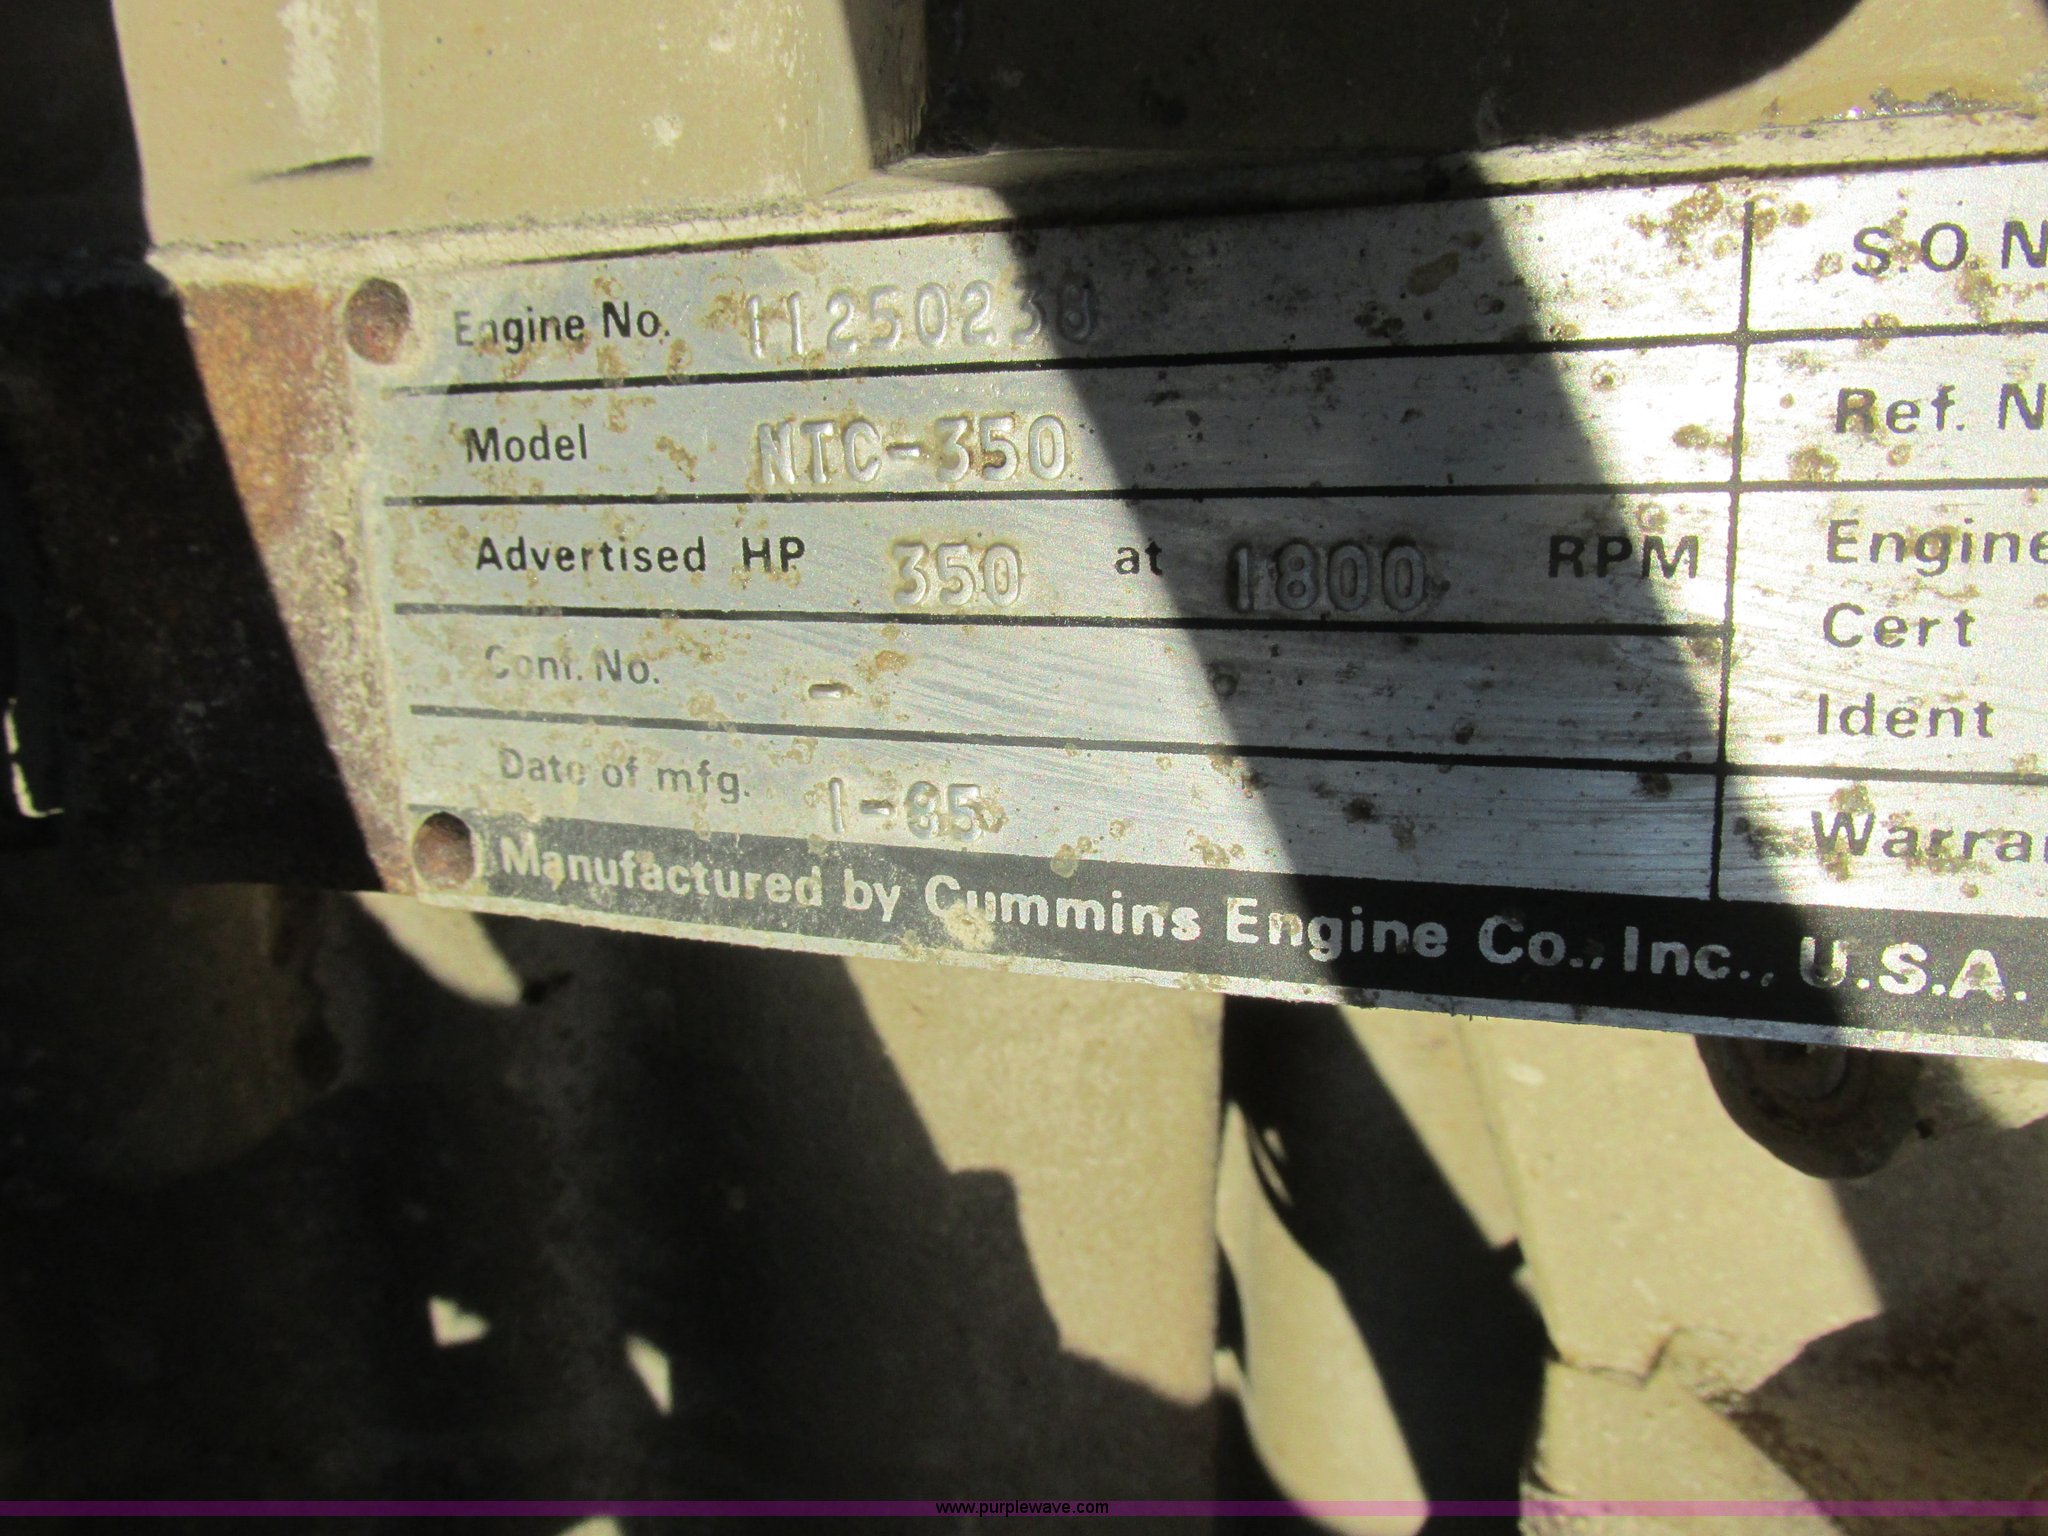 Engine No. 11250238
Model NTC-350
Advertised HP 350 at 1800 RPM
Cont. No. -
Date of mfg. 1-85
S.O.
Ref.
Engine
Cert
Ident
Manufactured by Cummins Engine Co., Inc., U.S.A.
www.purplewave.com